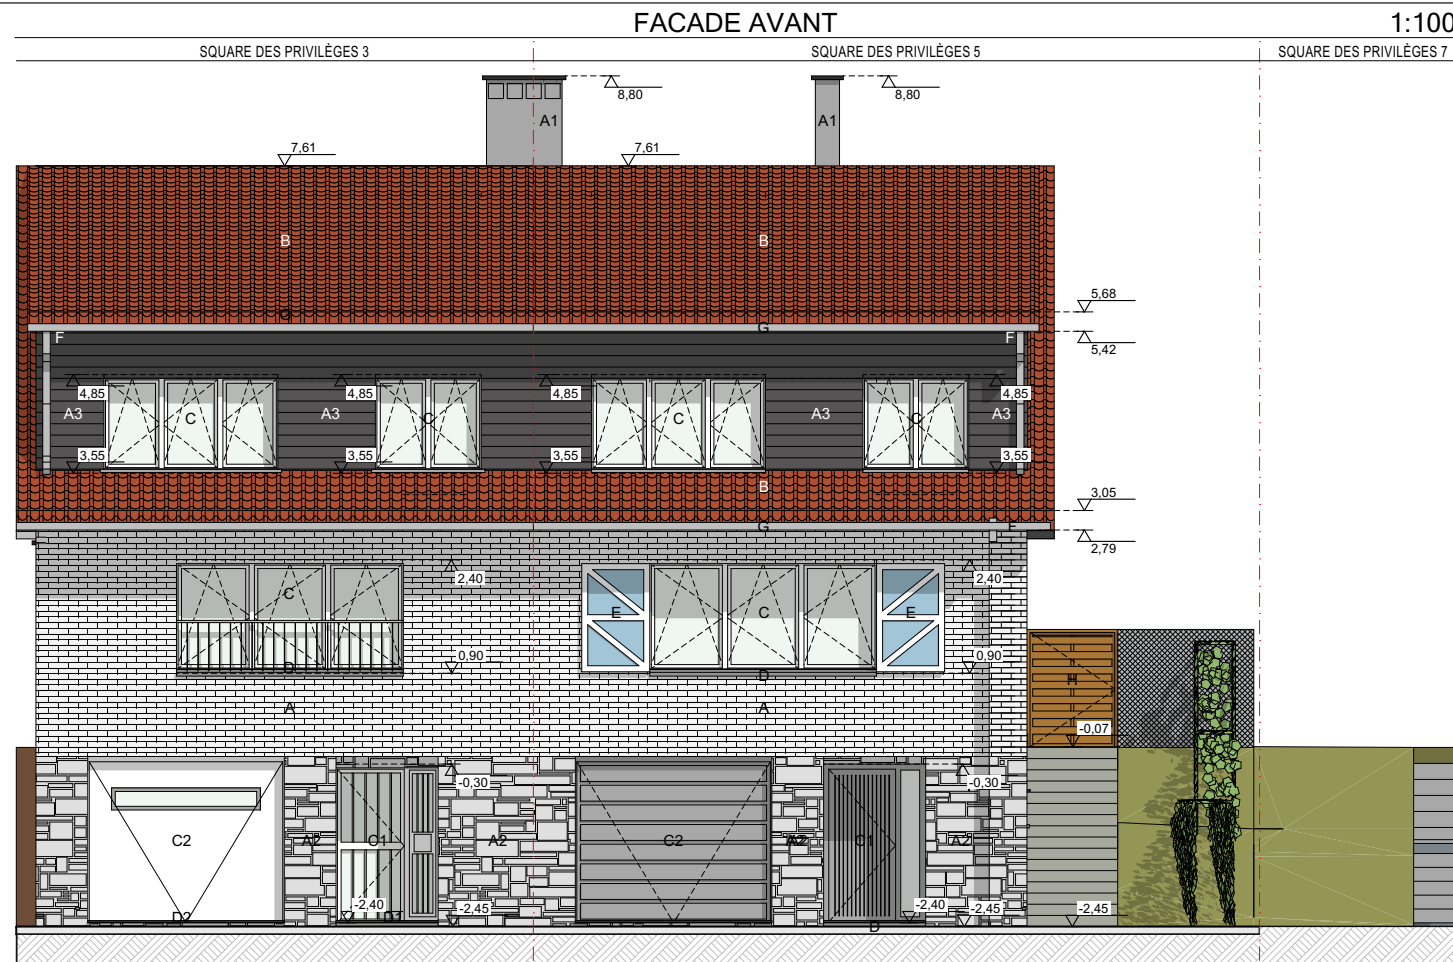 FACADE AVANT 1:100
SQUARE DES PRIVILÈGES 3 SQUARE DES PRIVILÈGES 5 SQUARE DES PRIVILÈGES 7
8,80 8,80
A1 A1
7,61 7,61
B B
5,68
G G
F F
5,42
4,85 4,85 4,85 4,85
A3 C A3 C C A3 C A3
3,55 3,55 3,55 3,55
B
3,05
G F
2,79
2,40 2,40
C E C E
0,90 0,90
D D
H
A A
-0,07
-0,30 -0,30
C2 A2 C1 A2 C2 A2 C1 A2
-2,40 -2,45 -2,40 -2,45 -2,45
D2 D1 D